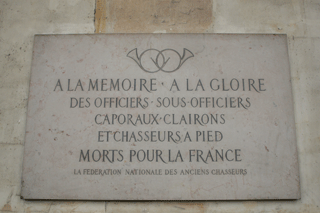 A LA MEMOIRE · A LA GLOIRE
DES OFFICIERS · SOUS-OFFICIERS
CAPORAUX · CLAIRONS
ET CHASSEURS A PIED
MORTS POUR LA FRANCE
LA FEDERATION NATIONALE DES ANCIENS CHASSEURS